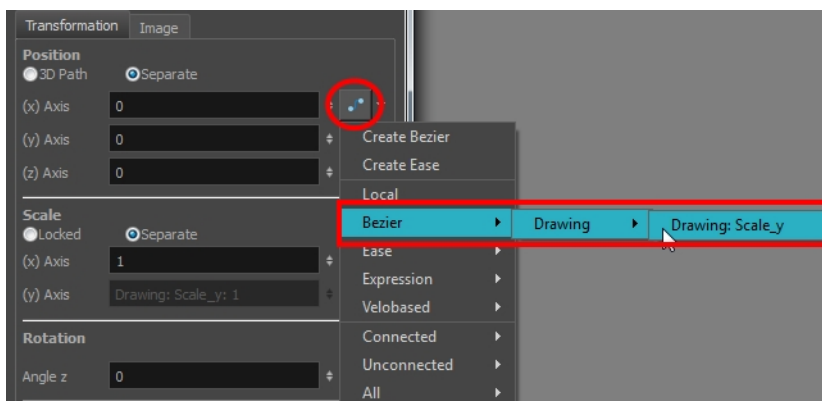 Transformation Image
Position
3D Path Separate
(x) Axis 0
(y) Axis 0
(z) Axis 0
Scale
Locked Separate
(x) Axis 1
(y) Axis Drawing: Scale_y: 1
Rotation
Angle z 0
Create Bezier
Create Ease
Local
Bezier Drawing Drawing: Scale_y
Ease
Expression
Velobased
Connected
Unconnected
All